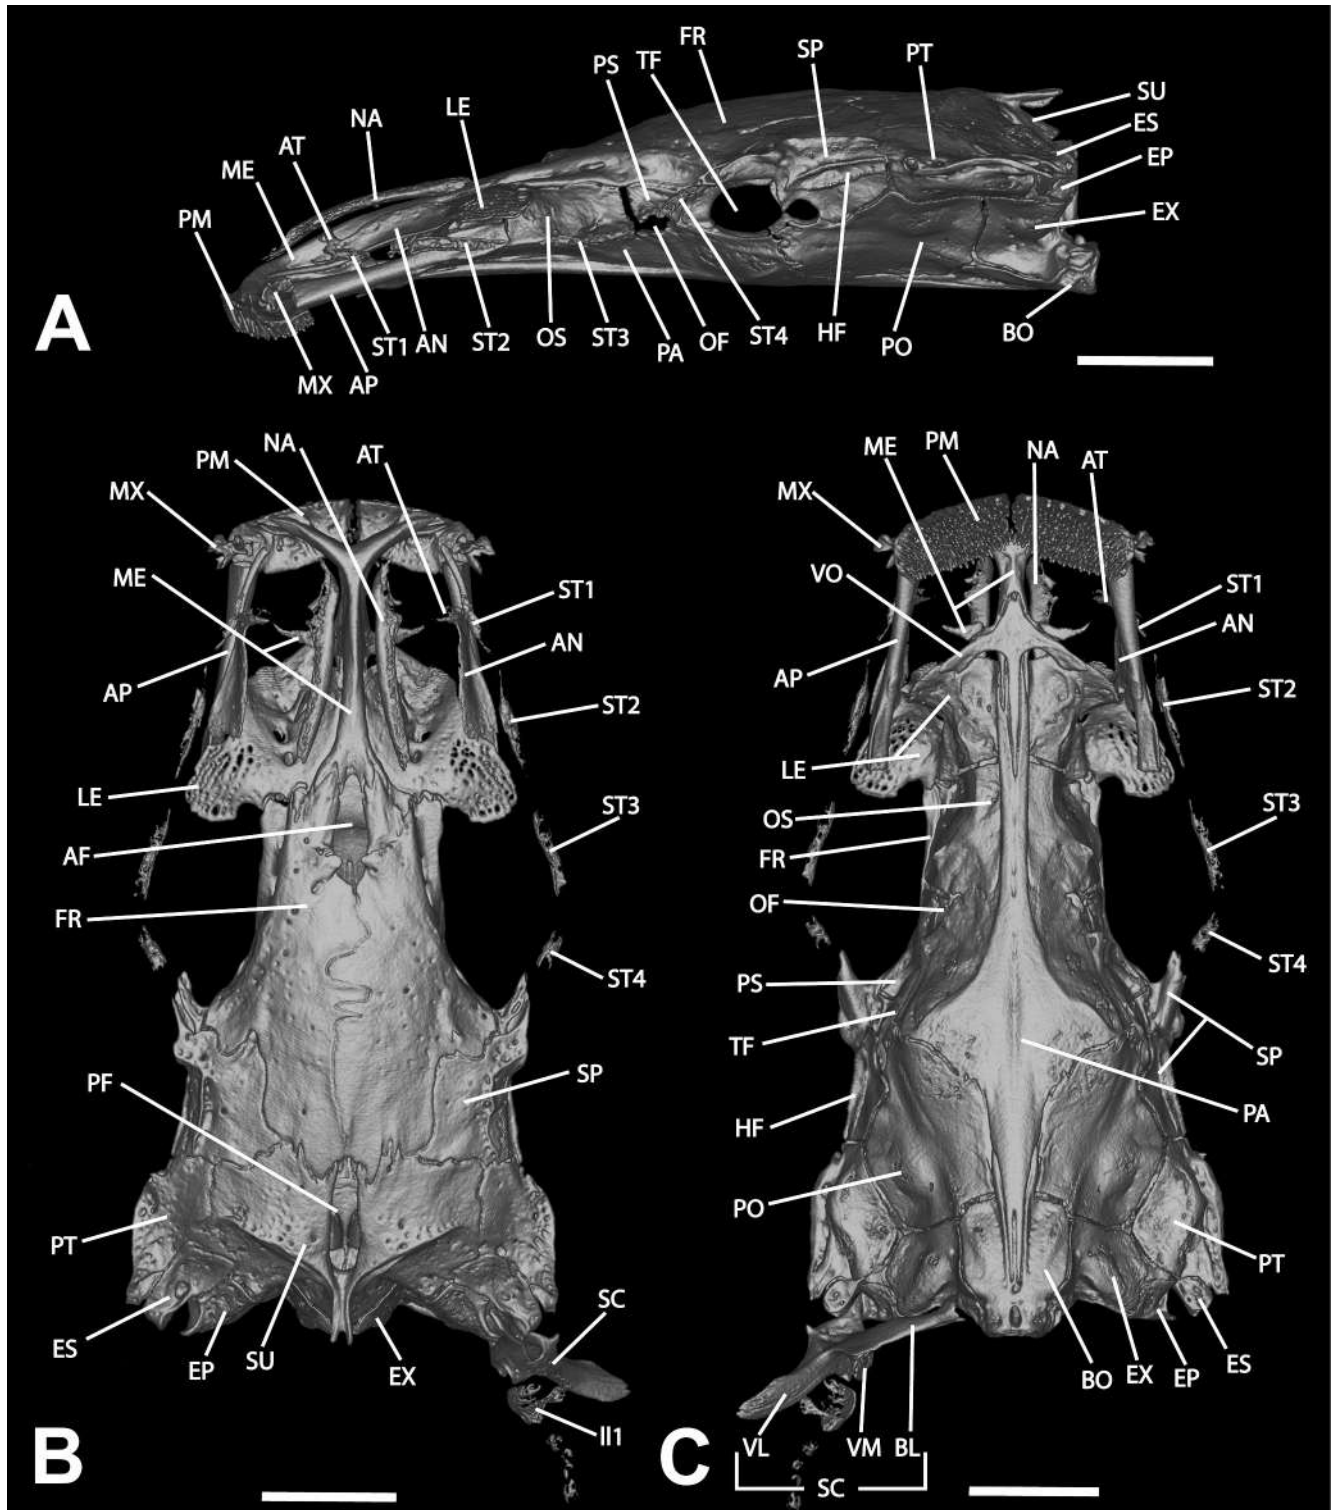 FR
SP
PT
PS
TF
SU
LE
ES
NA
EP
AT
ME
EX
PM
A
ST1
AN
ST2
OS
ST3
PA
OF
ST4
HF
PO
BO
MX
AP
NA
PM
AT
MX
ME
ST1
AN
AP
ST2
LE
ST3
AF
FR
ST4
PF
SP
PT
SC
ES
EP
SU
EX
ll1
B
ME
PM
NA
AT
MX
VO
ST1
AN
AP
ST2
LE
OS
ST3
FR
OF
ST4
PS
TF
SP
HF
PA
PO
PT
BO
EX
EP
ES
VL
VM
BL
SC
C